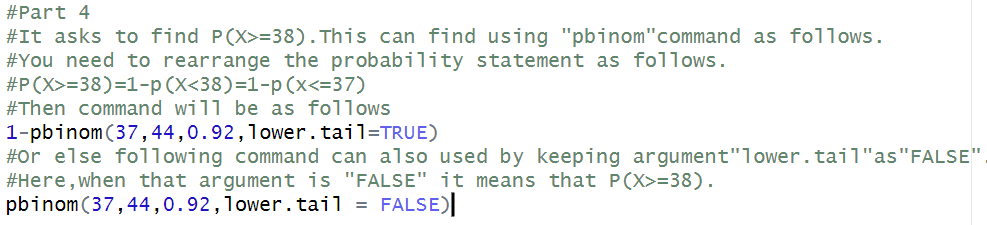 #Part 4
#It asks to find P(X>=38).This can find using "pbinom"command as follows.
#You need to rearrange the probability statement as follows.
#P(X>=38)=1-p(X<38)=1-p(x<=37)
#Then command will be as follows
1-pbinom(37,44,0.92,lower.tail=TRUE)
#Or else following command can also used by keeping argument"lower.tail"as"FALSE".
#Here,when that argument is "FALSE" it means that P(X>=38).
pbinom(37,44,0.92,lower.tail = FALSE)